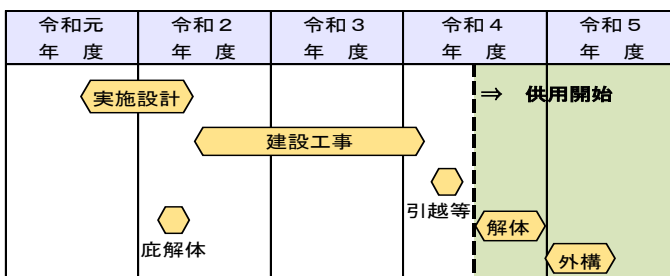 令和元 令和２ 令和３ 令和４ 令和５
年 度 年 度 年 度 年 度 年 度
⇒ 供用開始
実施設計
建設工事
引越等
庇解体
解体
外構